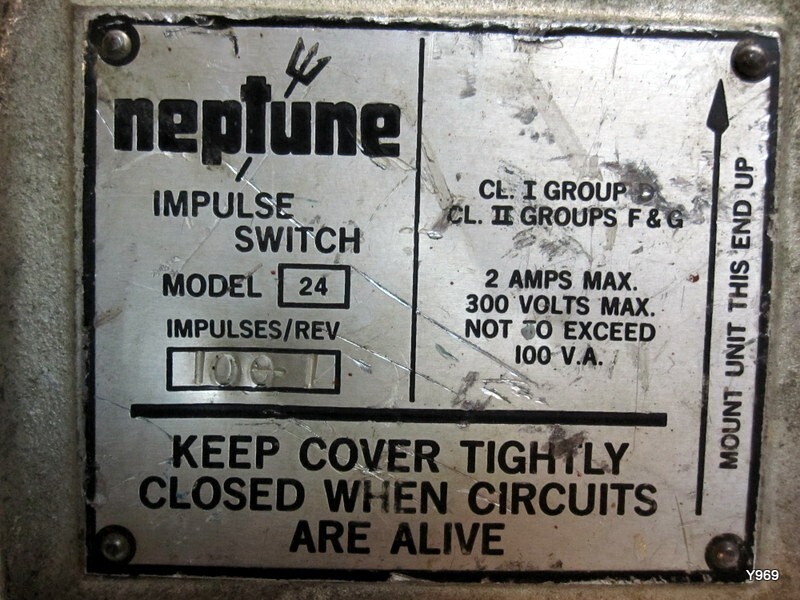 neptune
IMPULSE
SWITCH
MODEL 24
IMPULSES/REV
100-1
CL. I GROUP D
CL. II GROUPS F & G
2 AMPS MAX.
300 VOLTS MAX.
NOT TO EXCEED
100 V.A.
MOUNT UNIT THIS END UP
KEEP COVER TIGHTLY
CLOSED WHEN CIRCUITS
ARE ALIVE
Y969